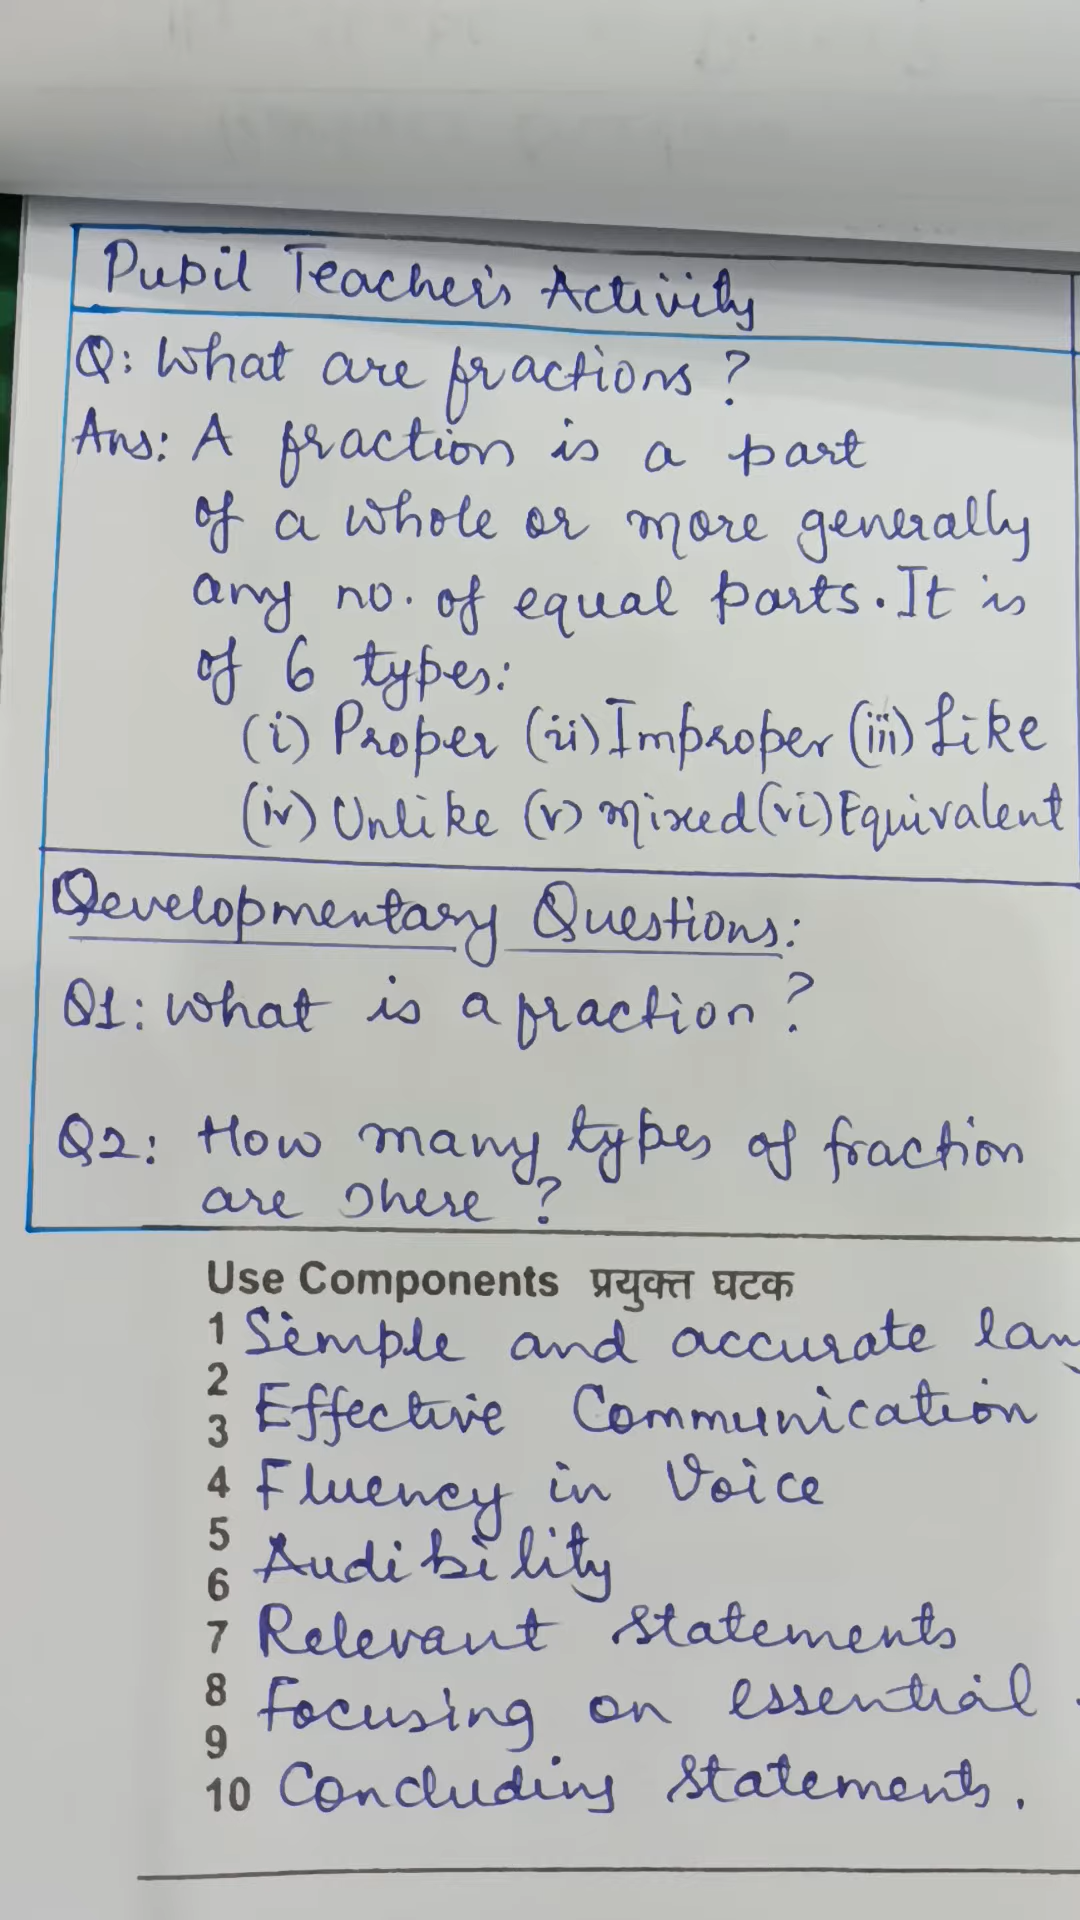 Pupil Teacher's Activity
Q: What are fractions?
Ans: A fraction is a part
of a whole or more generally
any no. of equal parts. It is
of 6 types:
(i) Proper (ii) Improper (iii) Like
(iv) Unlike (v) mixed (vi) Equivalent
Developmentary Questions:
Q1: What is a fraction?
Q2: How many types of fraction
are there?
Use Components प्रयुक्त घटक
1 Simple and accurate
2
3 Effective Communication
4 Fluency in Voice
5
6 Audibility
7 Relevant statements
8 Focusing on essential
9
10 Concluding statements.